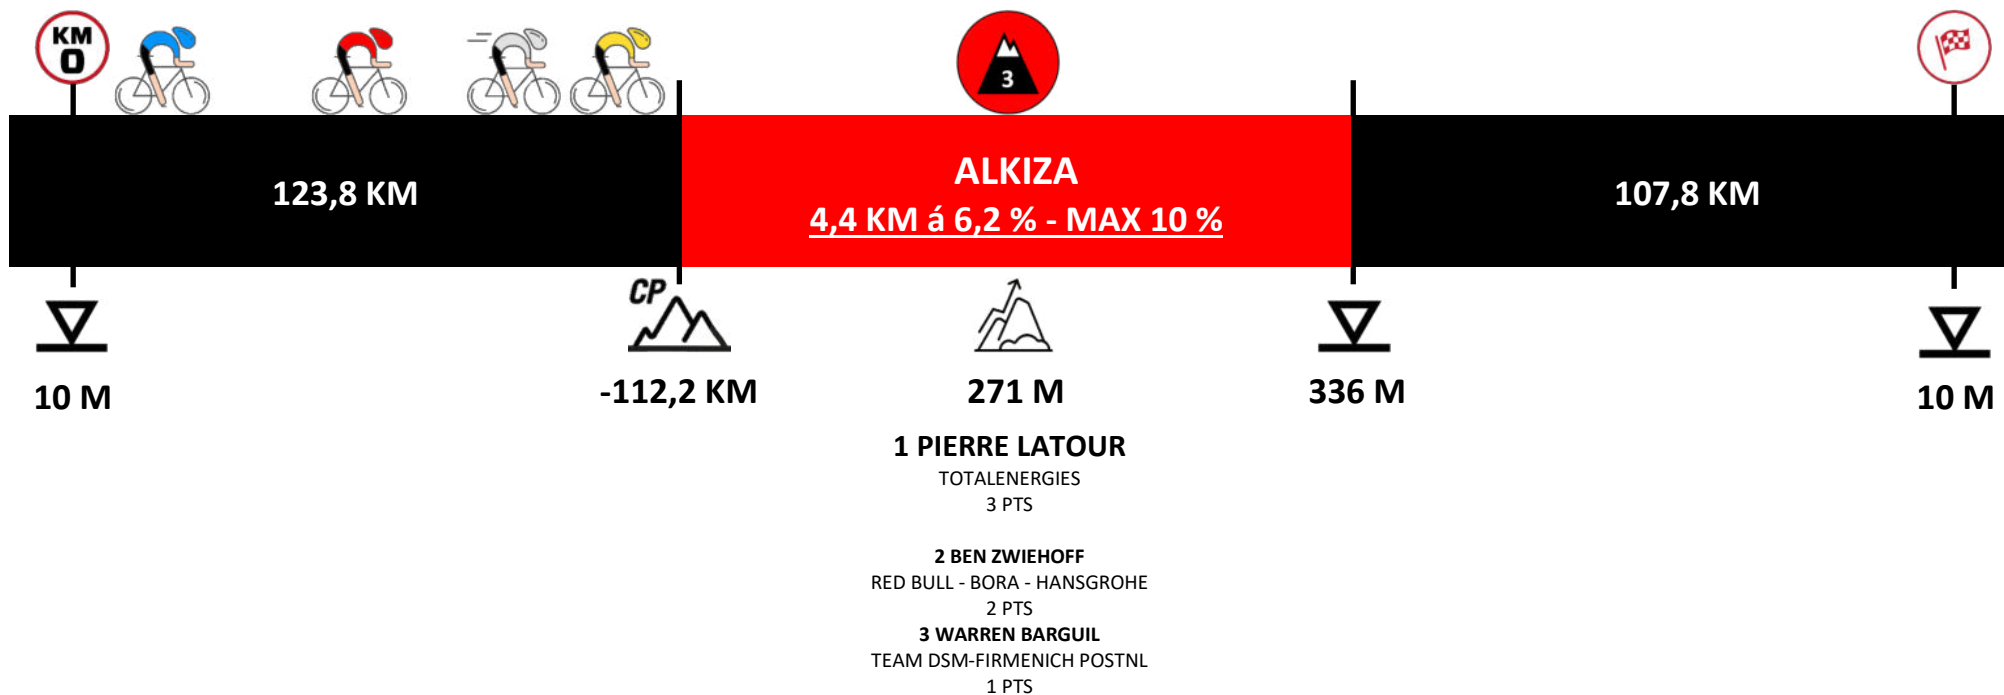 KM
0
3
123,8 KM
ALKIZA
4,4 KM á 6,2 % - MAX 10 %
107,8 KM
CP
10 M
-112,2 KM
271 M
336 M
10 M
1 PIERRE LATOUR
TOTALENERGIES
3 PTS
2 BEN ZWIEHOFF
RED BULL - BORA - HANSGROHE
2 PTS
3 WARREN BARGUIL
TEAM DSM-FIRMENICH POSTNL
1 PTS